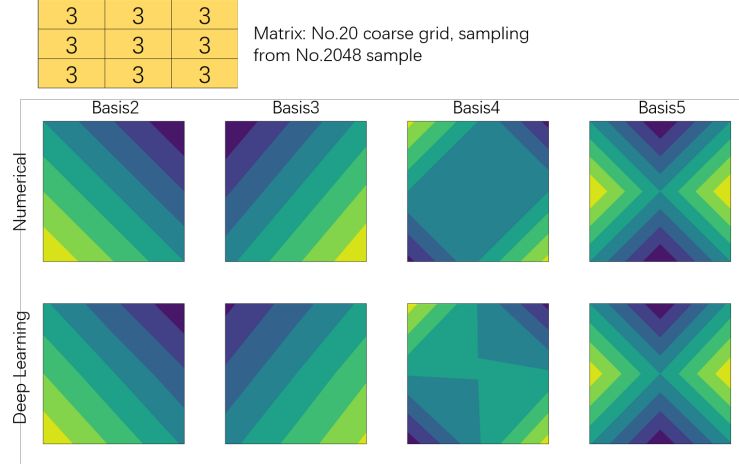 3 3 3
3 3 3
3 3 3
Matrix: No.20 coarse grid, sampling
from No.2048 sample
Basis2 Basis3 Basis4 Basis5
Numerical
Deep Learning